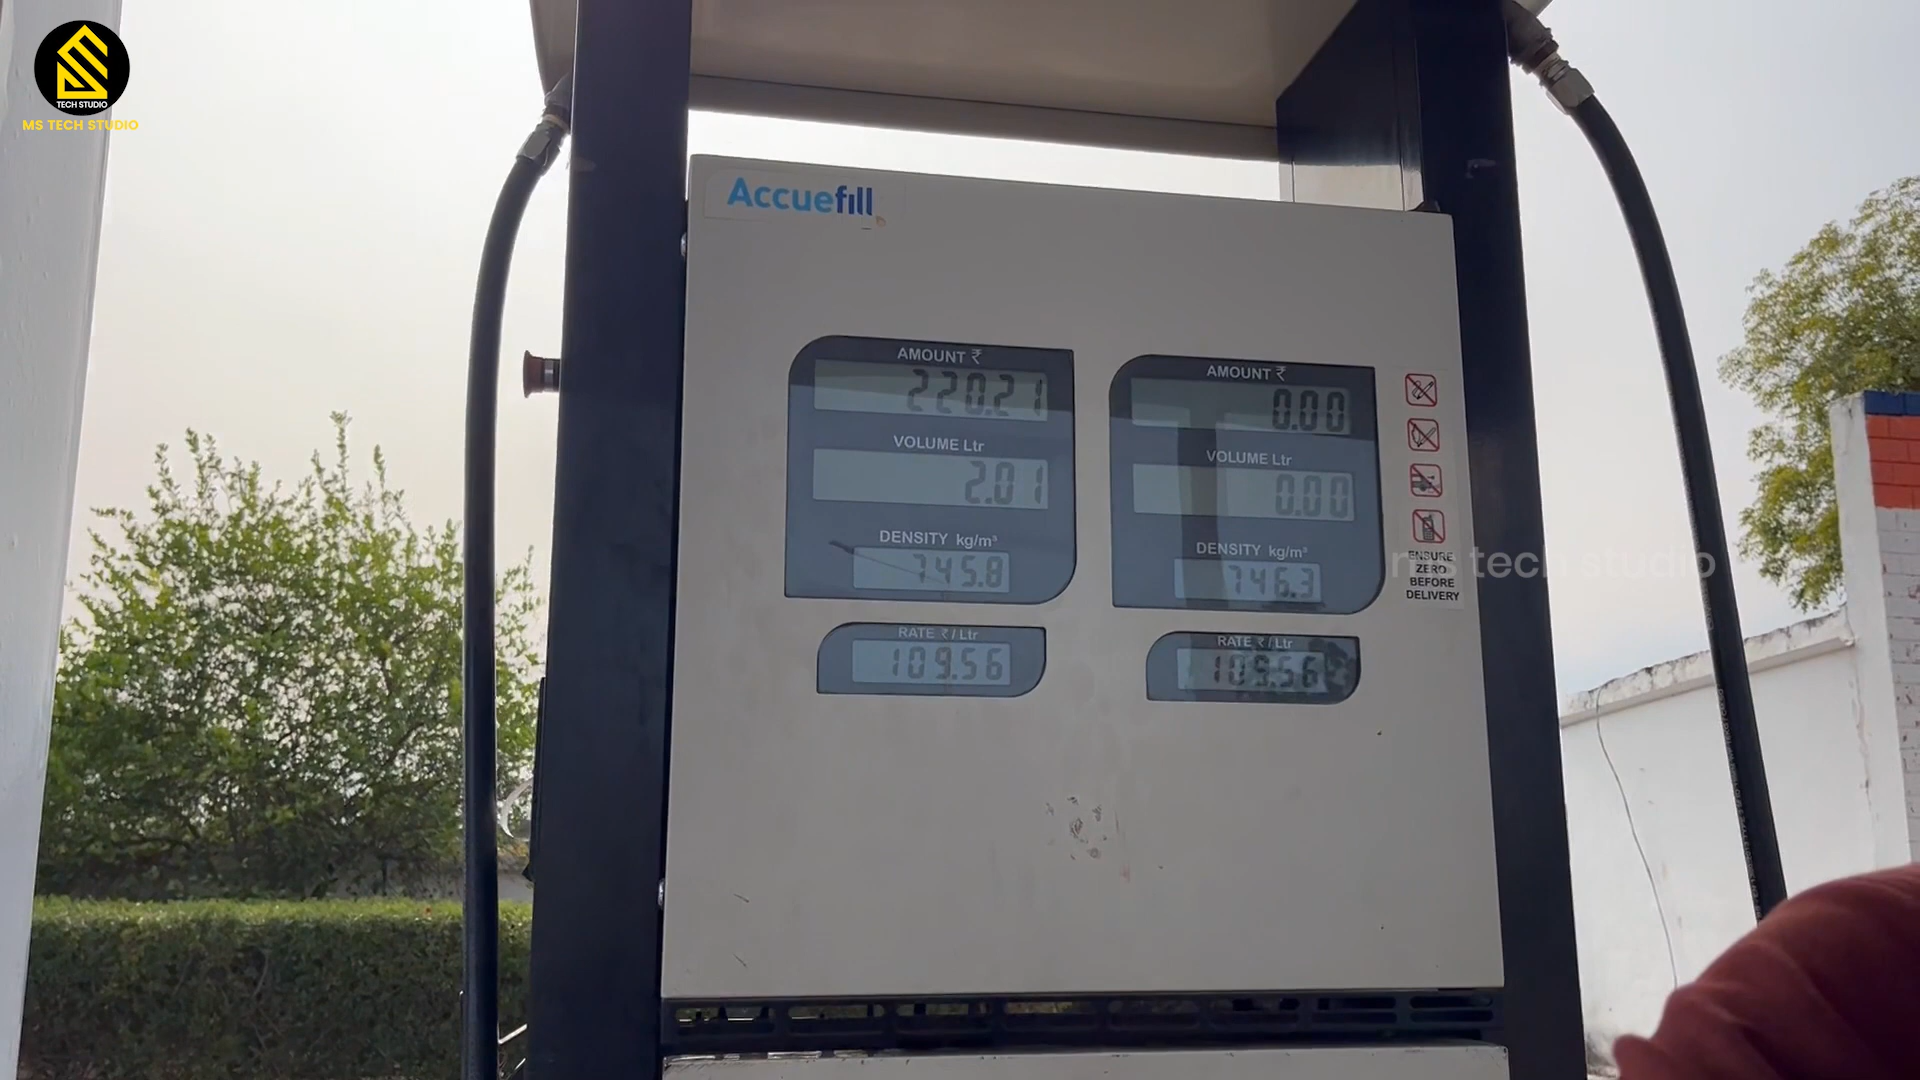 TECH STUDIO
MS TECH STUDIO
Accuefill
AMOUNT ₹
220.21
VOLUME Ltr
2.01
DENSITY kg/m³
745.8
RATE ₹/Ltr
109.56
AMOUNT ₹
0.00
VOLUME Ltr
0.00
DENSITY kg/m³
746.3
RATE ₹/Ltr
109.56
ENSURE
ZERO
BEFORE
DELIVERY
ms tech studio